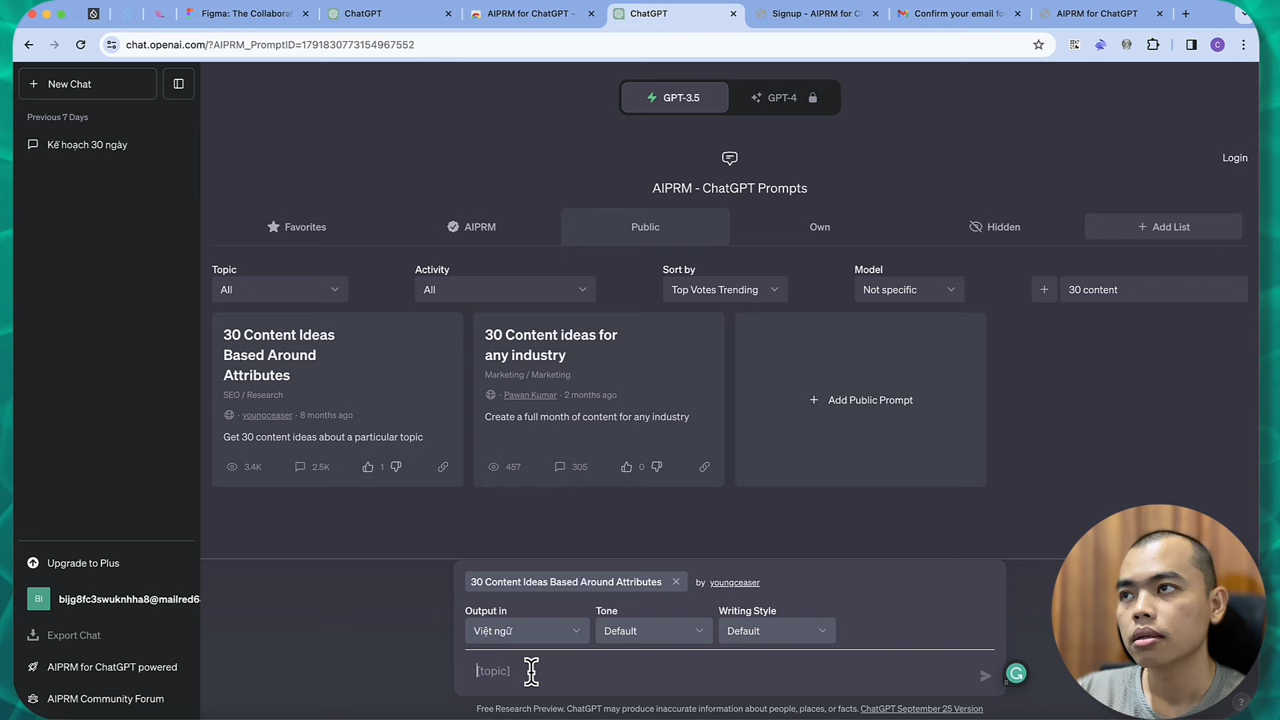 Figma: The Collabora
ChatGPT
AIPRM for ChatGPT -
ChatGPT
Signup - AIPRM for C
Confirm your email fo
AIPRM for ChatGPT
chat.openai.com/?AIPRM_PromptID=1791830773154967552
C
New Chat
GPT-3.5
GPT-4
Previous 7 Days
Kế hoạch 30 ngày
Login
AIPRM - ChatGPT Prompts
Favorites
AIPRM
Public
Own
Hidden
+ Add List
Topic
Activity
Sort by
Model
All
All
Top Votes Trending
Not specific
30 content
30 Content Ideas
Based Around
Attributes
SEO / Research
youngceaser · 8 months ago
Get 30 content ideas about a particular topic
3.4K
2.5K
1
30 Content ideas for
any industry
Marketing / Marketing
· Pawan Kumar · 2 months ago
Create a full month of content for any industry
457
305
0
+ Add Public Prompt
Upgrade to Plus
BI
bijg8fc3swuknhha8@mailred6
Export Chat
AIPRM for ChatGPT powered
AIPRM Community Forum
30 Content Ideas Based Around Attributes
by youngceaser
Output in
Tone
Writing Style
Việt ngữ
Default
Default
[topic]
Free Research Preview. ChatGPT may produce inaccurate information about people, places, or facts. ChatGPT September 25 Version
?